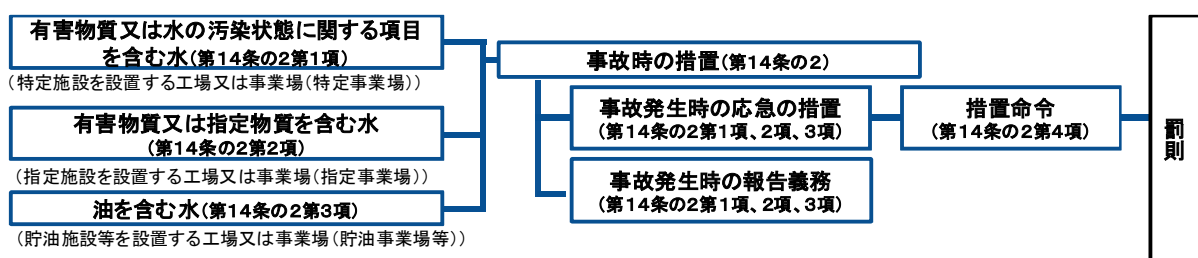 有害物質又は水の汚染状態に関する項目
を含む水(第14条の2第1項)
(特定施設を設置する工場又は事業場(特定事業場))
有害物質又は指定物質を含む水
(第14条の2第2項)
(指定施設を設置する工場又は事業場(指定事業場))
油を含む水(第14条の2第3項)
(貯油施設等を設置する工場又は事業場(貯油事業場等))
事故時の措置(第14条の2)
事故発生時の応急の措置
(第14条の2第1項、2項、3項)
事故発生時の報告義務
(第14条の2第1項、2項、3項)
措置命令
(第14条の2第4項)
罰則